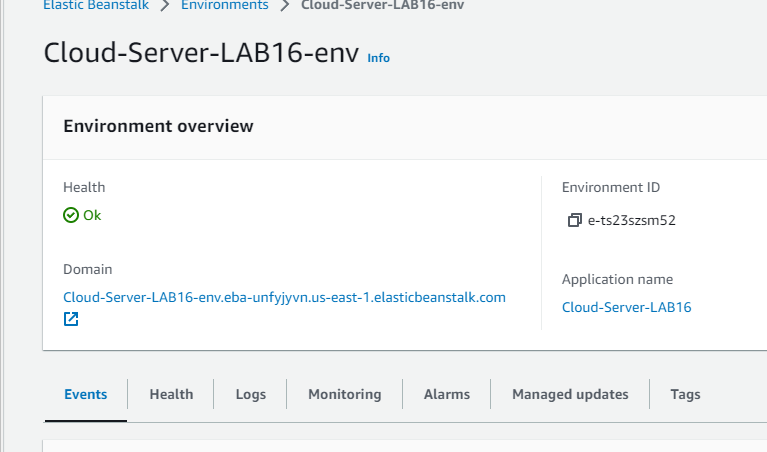 Elastic Beanstalk > Environments > Cloud-Server-LAB16-env
Cloud-Server-LAB16-env Info
Environment overview
Health
Ok
Domain
Cloud-Server-LAB16-env.eba-unfyjyvn.us-east-1.elasticbeanstalk.com
Environment ID
e-ts23szsm52
Application name
Cloud-Server-LAB16
Events Health Logs Monitoring Alarms Managed updates Tags